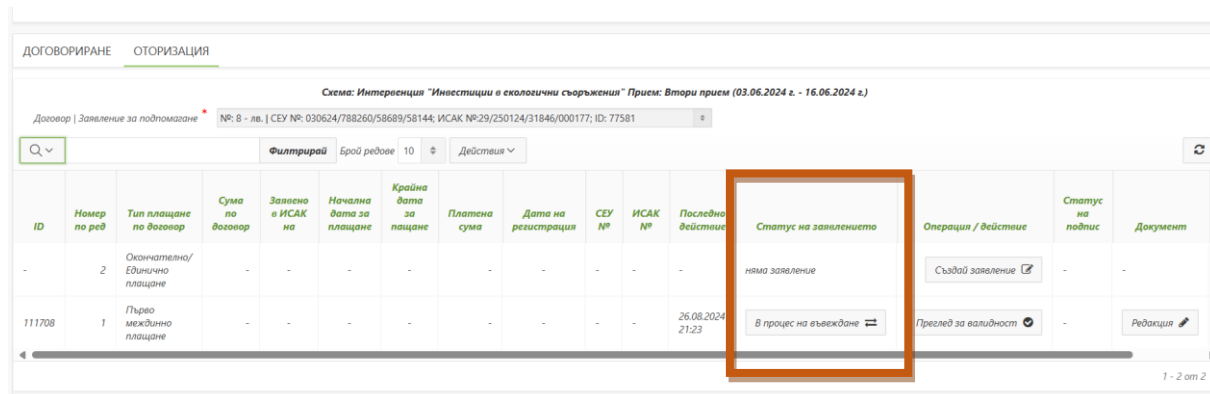 ДОГОВОРИРАНЕ ОТОРИЗАЦИЯ
Схема: Интервенция "Инвестиции в екологични съоръжения" Прием: Втори прием (03.06.2024 г. - 16.06.2024 г.)
Договор | Заявление за подпомагане * №: 8 - лв. | СЕУ №: 030624/788260/58689/58144; ИСАК №:29/250124/31846/000177; ID: 77581
Филтрирай Брой редове 10 Действия
ID Номер по ред Тип плащане по договор Сума по договор Заявено в ИСАК на Начална дата за плащане Крайна дата за пащане Платена сума Дата на регистрация СЕУ № ИСАК № Последно действие Статус на заявлението Операция / действие Статус на подпис Документ
- 2 Окончателно/ Единично плащане - - - - - - - - - няма заявление Създай заявление - -
111708 1 Първо междинно плащане - - - - - - - - 26.08.2024 21:23 В процес на въвеждане Преглед за валидност - Редакция
1 - 2 от 2